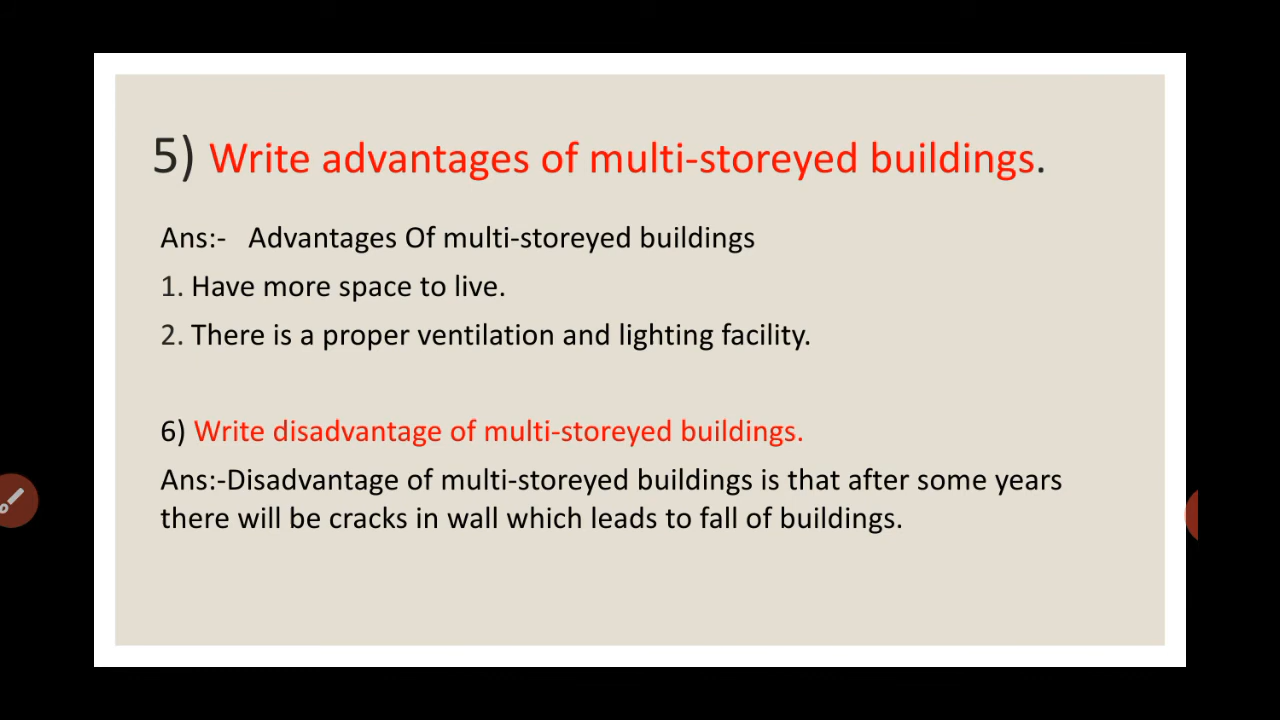 5) Write advantages of multi-storeyed buildings.
Ans:-   Advantages Of multi-storeyed buildings
1. Have more space to live.
2. There is a proper ventilation and lighting facility.
6) Write disadvantage of multi-storeyed buildings.
Ans:-Disadvantage of multi-storeyed buildings is that after some years
there will be cracks in wall which leads to fall of buildings.